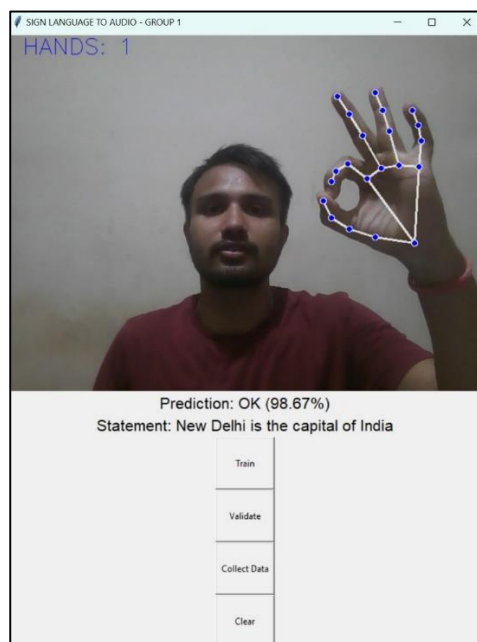 SIGN LANGUAGE TO AUDIO - GROUP 1
HANDS: 1
Prediction: OK (98.67%)
Statement: New Delhi is the capital of India
Train
Validate
Collect Data
Clear